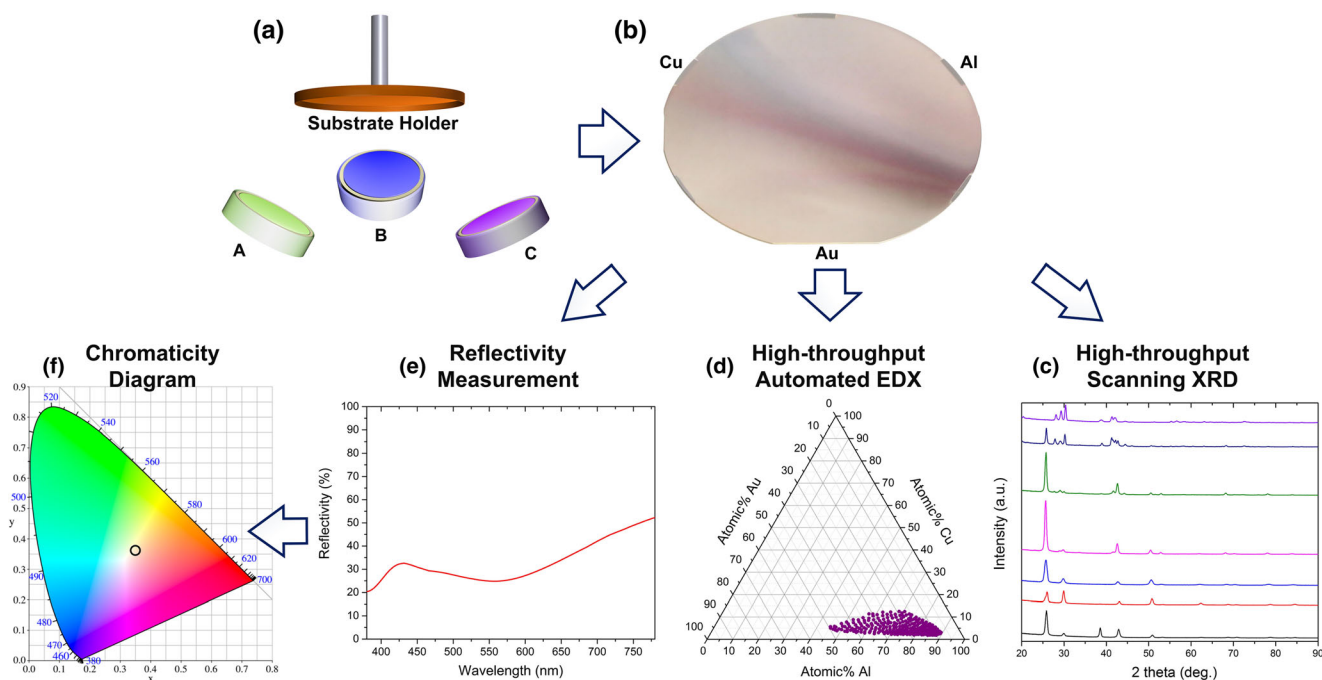 (a)
Substrate Holder
A
B
C
(b)
Cu
Al
Au
(f)
Chromaticity
Diagram
0.9
0.8
0.7
0.6
0.5
y
0.4
0.3
0.2
0.1
0.0
0.0 0.1 0.2 0.3 0.4 0.5 0.6 0.7 0.8
x
520
540
560
580
600
620
700
500
490
480
470
460
380
(e)
Reflectivity
Measurement
Reflectivity (%)
100
90
80
70
60
50
40
30
20
10
0
400 450 500 550 600 650 700 750
Wavelength (nm)
(d)
High-throughput
Automated EDX
Atomic% Au
0
10
20
30
40
50
60
70
80
90
100
Atomic% Cu
100
90
80
70
60
50
40
30
20
10
0
0 10 20 30 40 50 60 70 80 90 100
Atomic% Al
(c)
High-throughput
Scanning XRD
Intensity (a.u.)
20 30 40 50 60 70 80 90
2 theta (deg.)